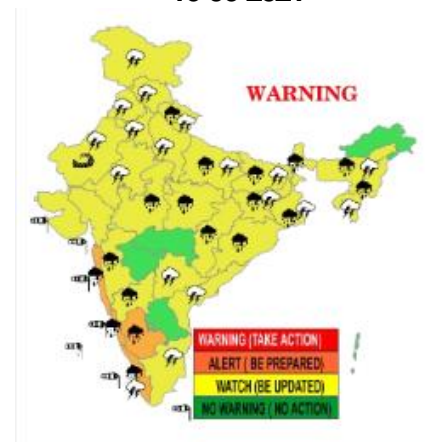 WARNING
WARNING (TAKE ACTION)
ALERT ( BE PREPARED)
WATCH (BE UPDATED)
NO WARNING ( NO ACTION)